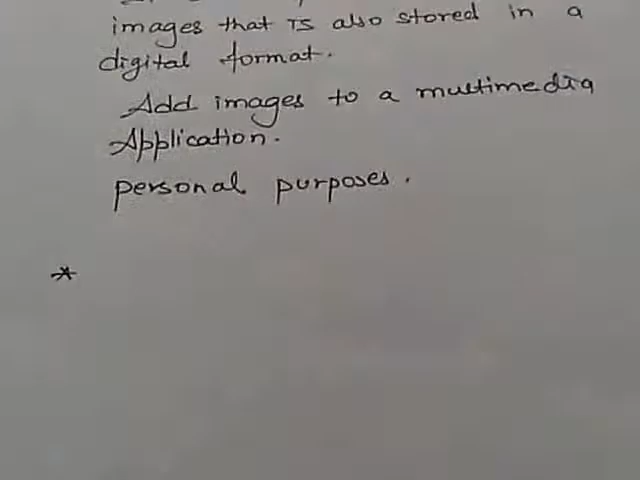 images that is also stored in a
digital format.
Add images to a multimedia
Application.
personal purposes.
*